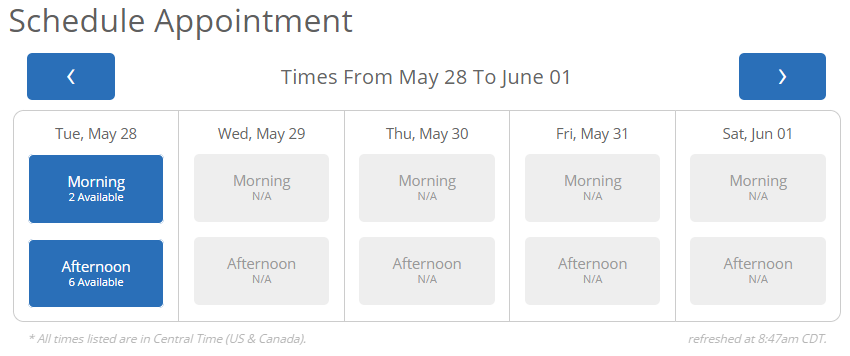 Schedule Appointment
‹ Times From May 28 To June 01 ›
Tue, May 28
Morning
2 Available
Afternoon
6 Available
Wed, May 29
Morning
N/A
Afternoon
N/A
Thu, May 30
Morning
N/A
Afternoon
N/A
Fri, May 31
Morning
N/A
Afternoon
N/A
Sat, Jun 01
Morning
N/A
Afternoon
N/A
* All times listed are in Central Time (US & Canada).
refreshed at 8:47am CDT.